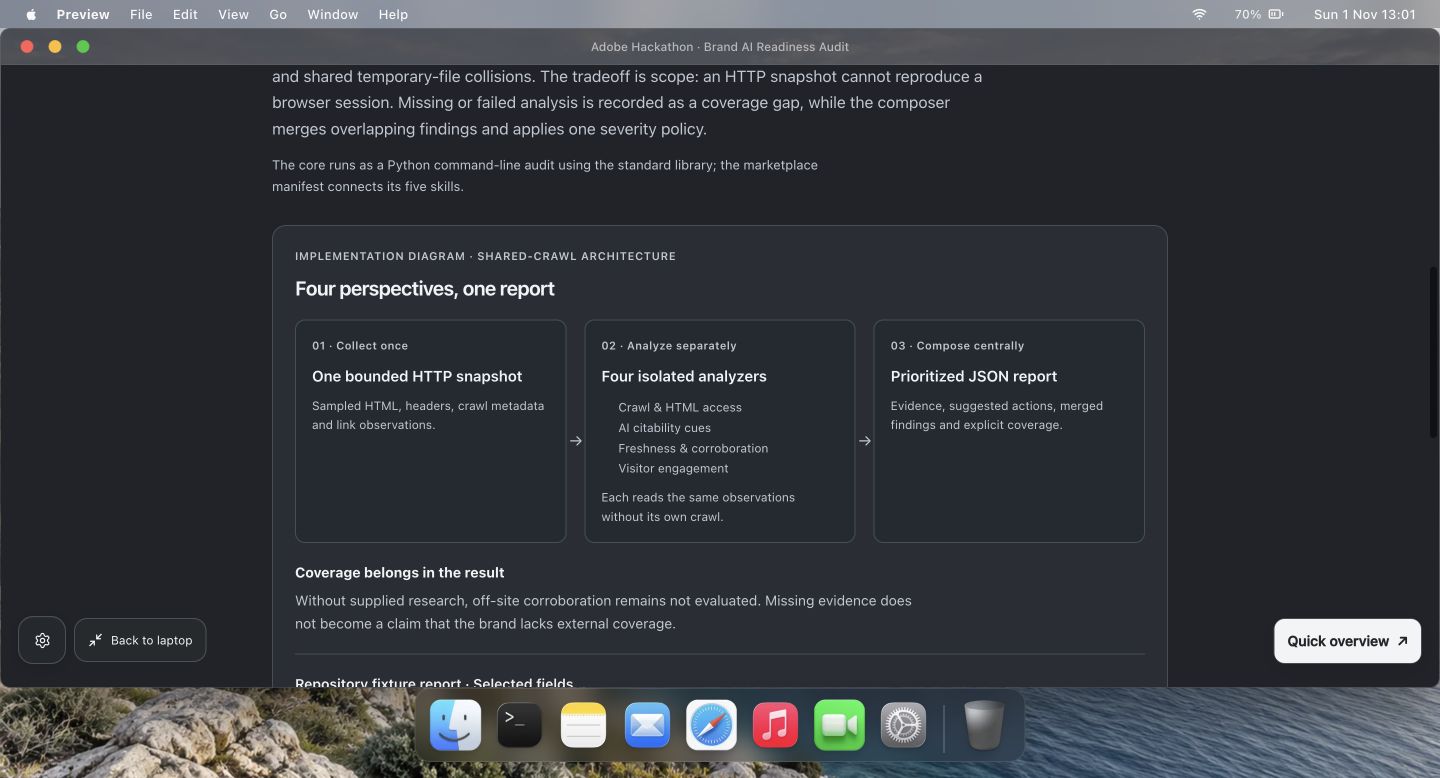 Preview File Edit View Go Window Help 70% Sun 1 Nov 13:01
Adobe Hackathon · Brand AI Readiness Audit
and shared temporary-file collisions. The tradeoff is scope: an HTTP snapshot cannot reproduce a
browser session. Missing or failed analysis is recorded as a coverage gap, while the composer
merges overlapping findings and applies one severity policy.
The core runs as a Python command-line audit using the standard library; the marketplace
manifest connects its five skills.
IMPLEMENTATION DIAGRAM · SHARED-CRAWL ARCHITECTURE
Four perspectives, one report
01 · Collect once
One bounded HTTP snapshot
Sampled HTML, headers, crawl metadata
and link observations.
→
02 · Analyze separately
Four isolated analyzers
Crawl & HTML access
AI citability cues
Freshness & corroboration
Visitor engagement
Each reads the same observations
without its own crawl.
→
03 · Compose centrally
Prioritized JSON report
Evidence, suggested actions, merged
findings and explicit coverage.
Coverage belongs in the result
Without supplied research, off-site corroboration remains not evaluated. Missing evidence does
not become a claim that the brand lacks external coverage.
Back to laptop
Quick overview ↗
Repository fixture report · Selected fields
>_